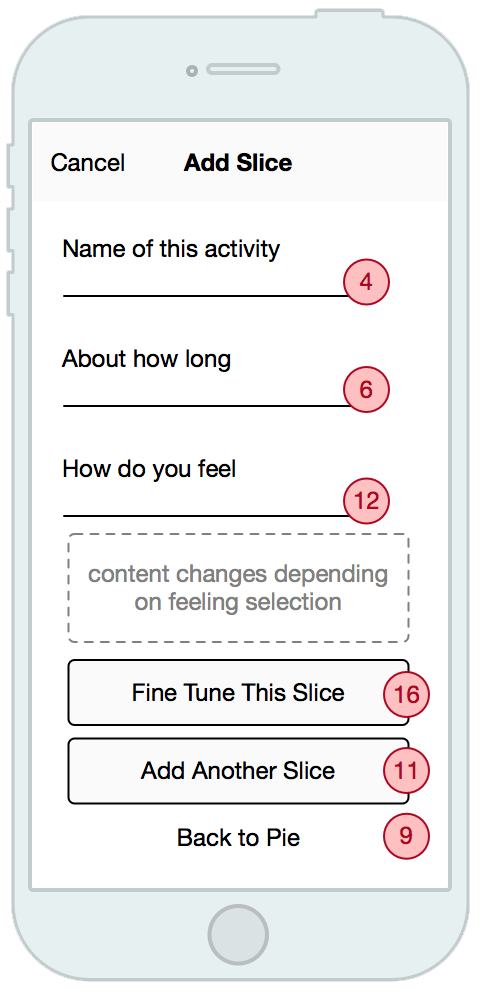 Cancel Add Slice
Name of this activity
4
About how long
6
How do you feel
12
content changes depending
on feeling selection
Fine Tune This Slice 16
Add Another Slice 11
Back to Pie 9